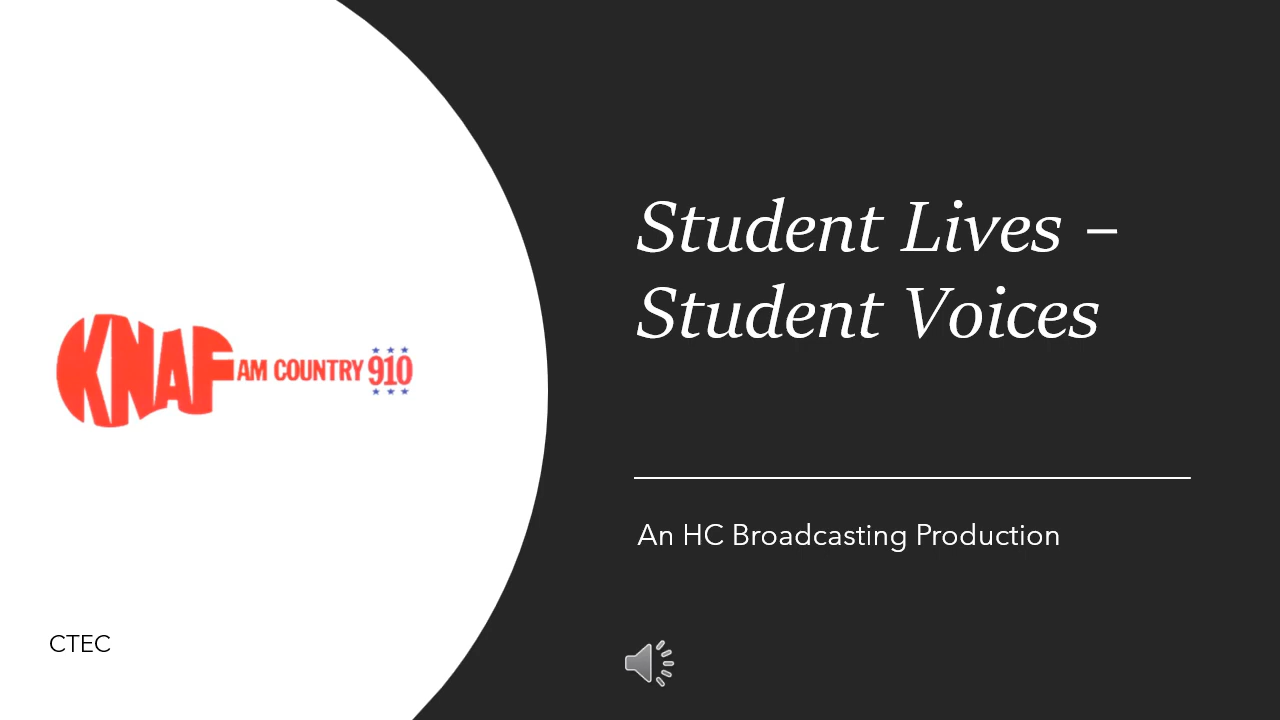 KNAF AM COUNTRY 910
CTEC
Student Lives –
Student Voices
An HC Broadcasting Production